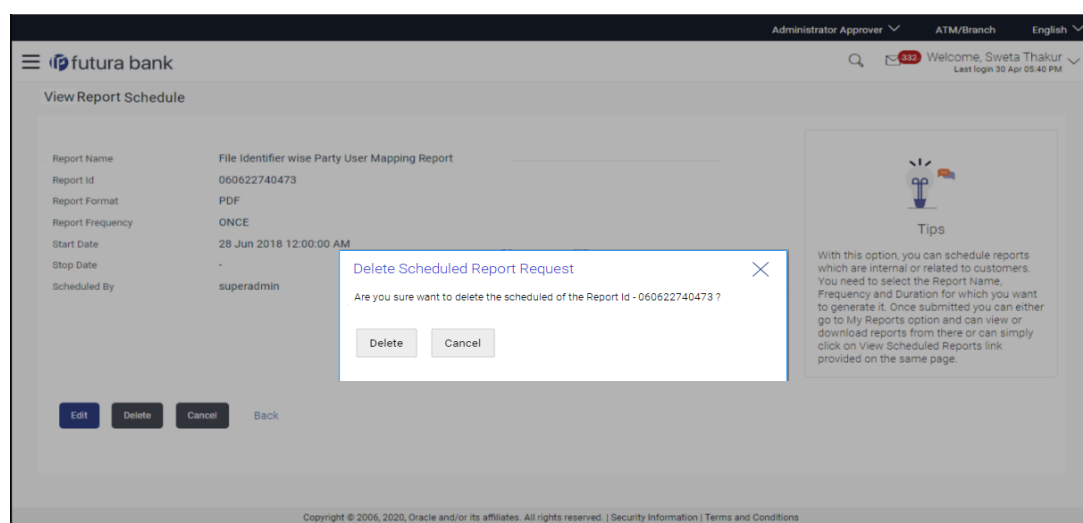 Administrator Approver ATM/Branch English
futura bank 332 Welcome, Sweta Thakur
Last login 30 Apr 05:40 PM
View Report Schedule
Report Name File Identifier wise Party User Mapping Report
Report Id 060622740473
Report Format PDF
Report Frequency ONCE
Start Date 28 Jun 2018 12:00:00 AM
Stop Date -
Scheduled By superadmin
Delete Scheduled Report Request
Are you sure want to delete the scheduled of the Report Id - 060622740473 ?
Delete Cancel
Tips
With this option, you can schedule reports
which are internal or related to customers.
You need to select the Report Name,
Frequency and Duration for which you want
to generate it. Once submitted you can either
go to My Reports option and can view or
download reports from there or can simply
click on View Scheduled Reports link
provided on the same page.
Edit Delete Cancel Back
Copyright © 2006, 2020, Oracle and/or its affiliates. All rights reserved. | Security Information | Terms and Conditions